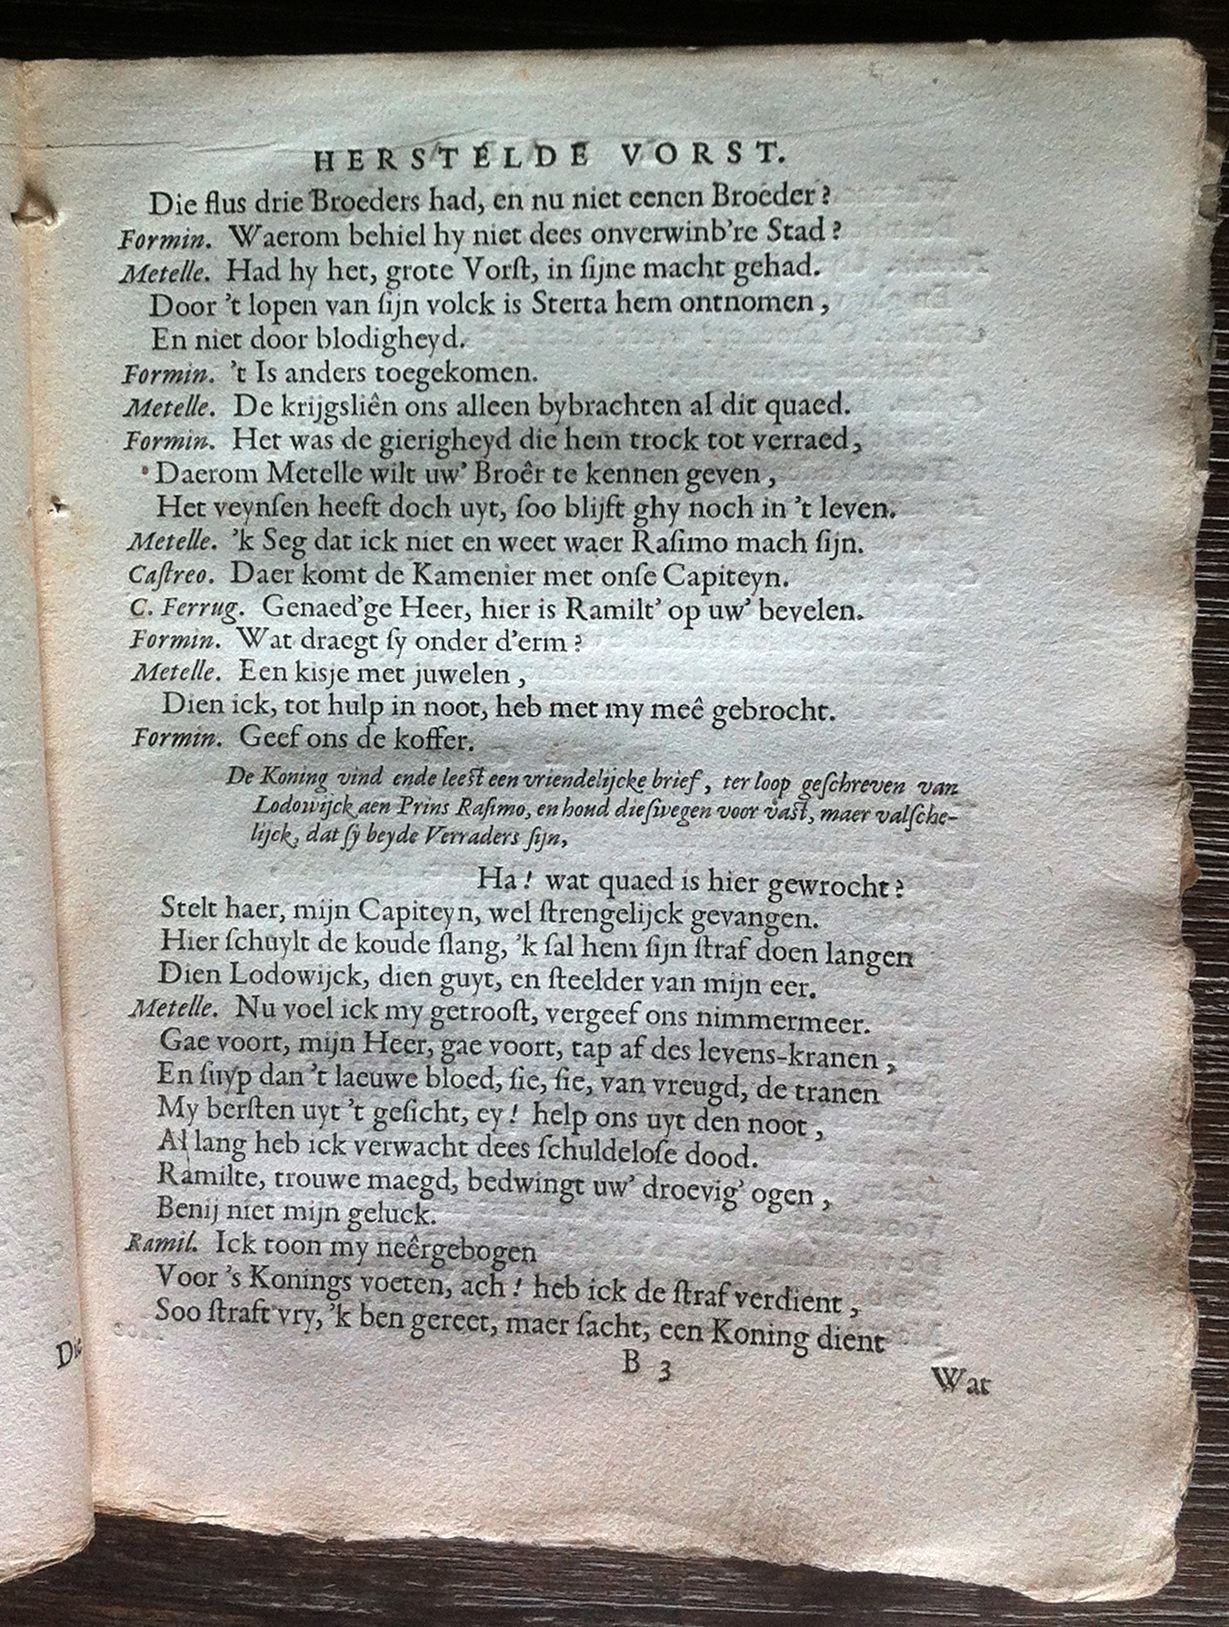 HERSTELDE VORST.
Die flus drie Broeders had, en nu niet eenen Broeder?
Formin. Waerom behiel hy niet dees onverwinb're Stad?
Metelle. Had hy het, grote Vorſt, in ſijne macht gehad.
Door 't lopen van ſijn volck is Sterta hem ontnomen,
En niet door blodigheyd.
Formin. 't Is anders toegekomen.
Metelle. De krijgsliên ons alleen bybrachten al dit quaed.
Formin. Het was de gierigheyd die hem trock tot verraed,
Daerom Metelle wilt uw' Broêr te kennen geven,
Het veynſen heeft doch uyt, ſoo blijft ghy noch in 't leven.
Metelle. 'k Seg dat ick niet en weet waer Raſimo mach ſijn.
Caſtreo. Daer komt de Kamenier met onſe Capiteyn.
C. Ferrug. Genaed'ge Heer, hier is Ramilt' op uw' bevelen.
Formin. Wat draegt ſy onder d'erm?
Metelle. Een kisje met juwelen,
Dien ick, tot hulp in noot, heb met my meê gebrocht.
Formin. Geef ons de koffer.
De Koning vind ende leeſt een vriendelijcke brief, ter loop geſchreven van
Lodowijck aen Prins Raſimo, en houd dieſwegen voor vaſt, maer valſche-
lijck, dat ſy beyde Verraders ſijn,
Ha! wat quaed is hier gewrocht?
Stelt haer, mijn Capiteyn, wel ſtrengelijck gevangen.
Hier ſchuylt de koude ſlang, 'k ſal hem ſijn ſtraf doen langen
Dien Lodowijck, dien guyt, en ſteelder van mijn eer.
Metelle. Nu voel ick my getrooſt, vergeef ons nimmermeer.
Gae voort, mijn Heer, gae voort, tap af des levens-kranen,
En ſuyp dan 't laeuwe bloed, ſie, ſie, van vreugd, de tranen
My berſten uyt 't geſicht, ey! help ons uyt den noot,
Al lang heb ick verwacht dees ſchuldeloſe dood.
Ramilte, trouwe maegd, bedwingt uw' droevig' ogen,
Benij niet mijn geluck.
Ramil. Ick toon my neêrgebogen
Voor 's Konings voeten, ach! heb ick de ſtraf verdient,
Soo ſtraft vry, 'k ben gereet, maer ſacht, een Koning dient
B 3
Wat